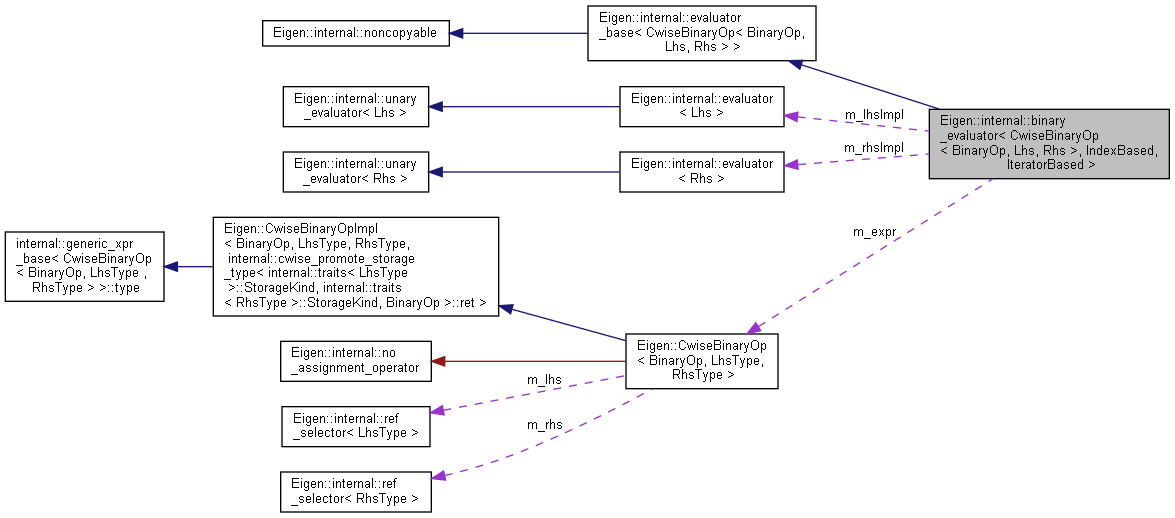 Eigen::internal::noncopyable
Eigen::internal::evaluator
_base< CwiseBinaryOp< BinaryOp,
Lhs, Rhs > >
Eigen::internal::unary
_evaluator< Lhs >
Eigen::internal::evaluator
< Lhs >
m_lhsImpl
Eigen::internal::binary
_evaluator< CwiseBinaryOp
< BinaryOp, Lhs, Rhs >, IndexBased,
IteratorBased >
Eigen::internal::unary
_evaluator< Rhs >
Eigen::internal::evaluator
< Rhs >
m_rhsImpl
m_expr
internal::generic_xpr
_base< CwiseBinaryOp
< BinaryOp, LhsType ,
RhsType > >::type
Eigen::CwiseBinaryOpImpl
< BinaryOp, LhsType, RhsType,
internal::cwise_promote_storage
_type< internal::traits< LhsType
>::StorageKind, internal::traits
< RhsType >::StorageKind, BinaryOp >::ret >
Eigen::CwiseBinaryOp
< BinaryOp, LhsType,
RhsType >
Eigen::internal::no
_assignment_operator
m_lhs
Eigen::internal::ref
_selector< LhsType >
m_rhs
Eigen::internal::ref
_selector< RhsType >